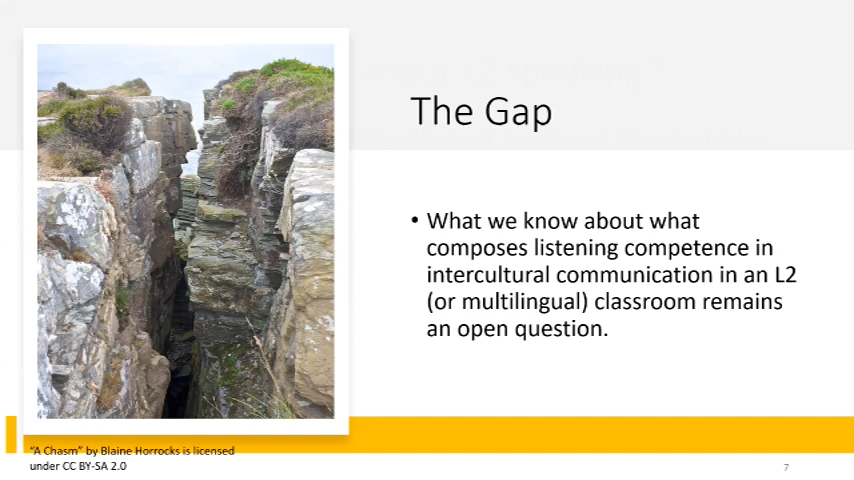 The Gap
• What we know about what
composes listening competence in
intercultural communication in an L2
(or multilingual) classroom remains
an open question.
“A Chasm” by Blaine Horrocks is licensed
under CC BY-SA 2.0
7